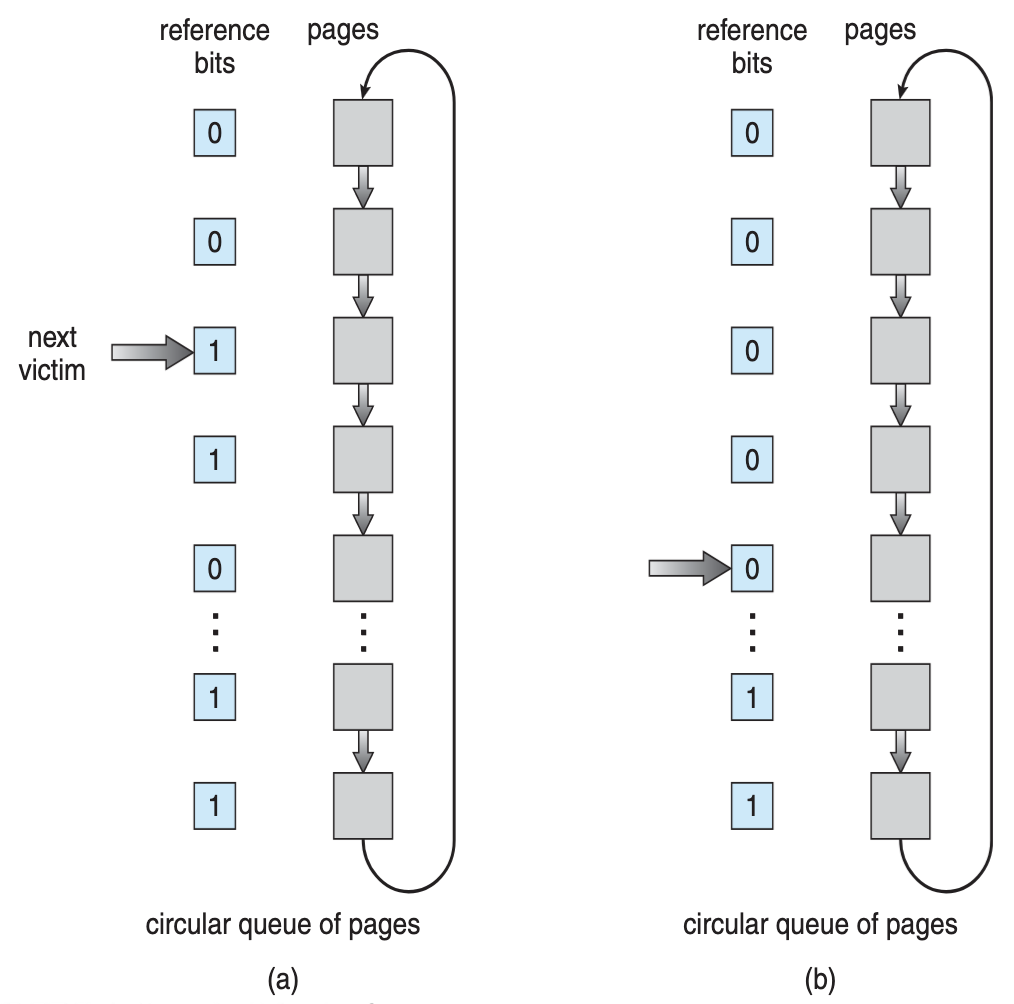 reference pages
bits
0
0
next
victim
1
1
0
1
1
circular queue of pages
(a)
reference pages
bits
0
0
0
0
0
1
1
circular queue of pages
(b)